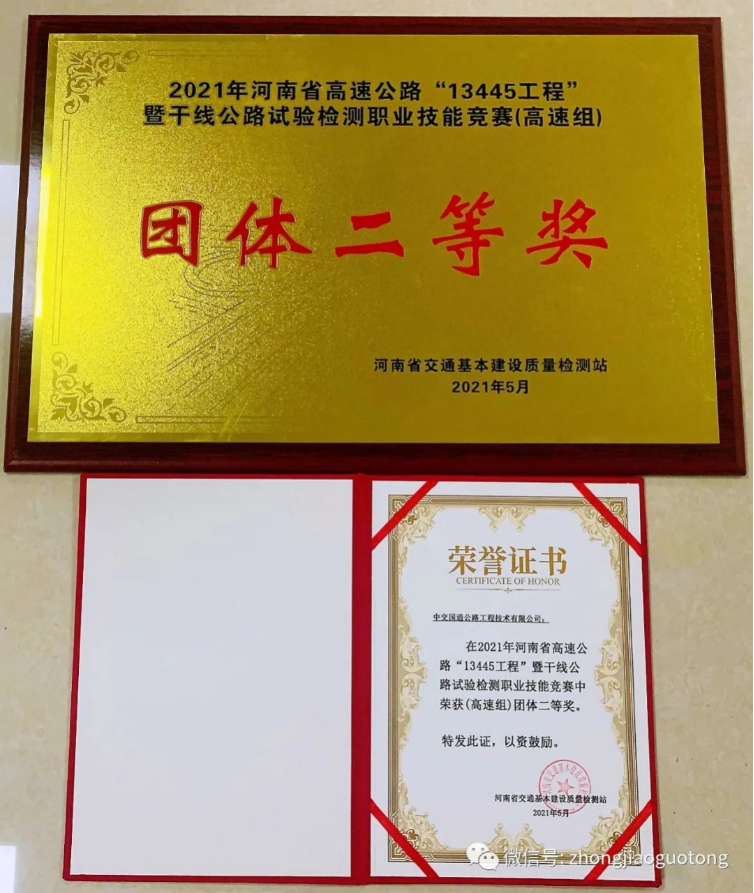 2021年河南省高速公路“13445工程”
暨干线公路试验检测职业技能竞赛(高速组)
团体二等奖
河南省交通基本建设质量检测站
2021年5月
荣誉证书
CERTIFICATE OF HONOR
中交国通公路工程技术有限公司：
在2021年河南省高速公
路“13445工程”暨干线公
路试验检测职业技能竞赛中
荣获(高速组)团体二等奖。
特发此证，以资鼓励。
河南省交通基本建设质量检测站
2021年5月
微信号: zhongjiaoguotong